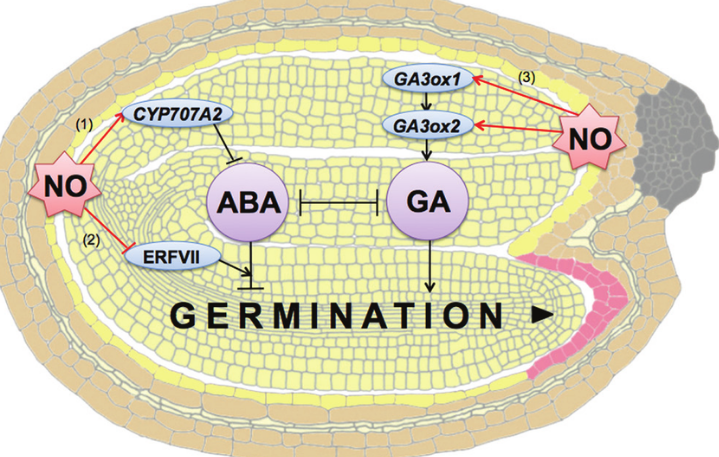 GA3ox1
(3)
CYP707A2
(1)
GA3ox2
NO
NO
ABA
GA
(2)
ERFVII
GERMINATION